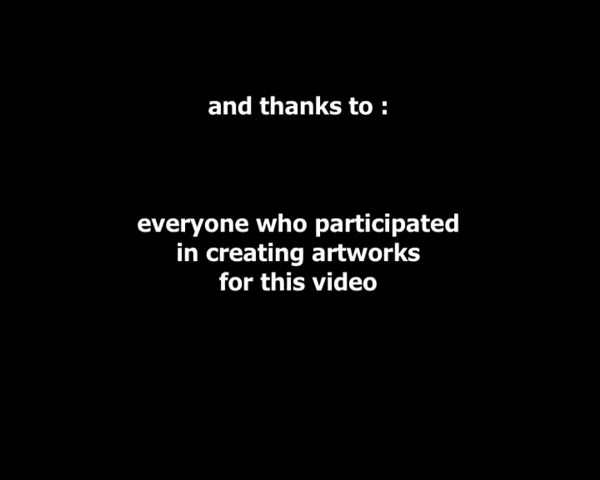 and thanks to :
everyone who participated
in creating artworks
for this video